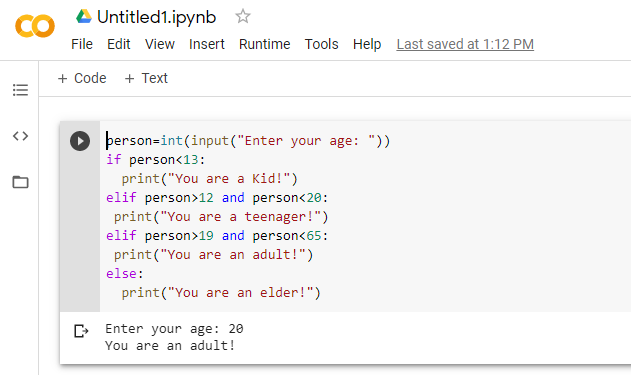 Untitled1.ipynb
File Edit View Insert Runtime Tools Help Last saved at 1:12 PM
+ Code + Text
person=int(input("Enter your age: "))
if person<13:
  print("You are a Kid!")
elif person>12 and person<20:
 print("You are a teenager!")
elif person>19 and person<65:
 print("You are an adult!")
else:
  print("You are an elder!")
Enter your age: 20
You are an adult!